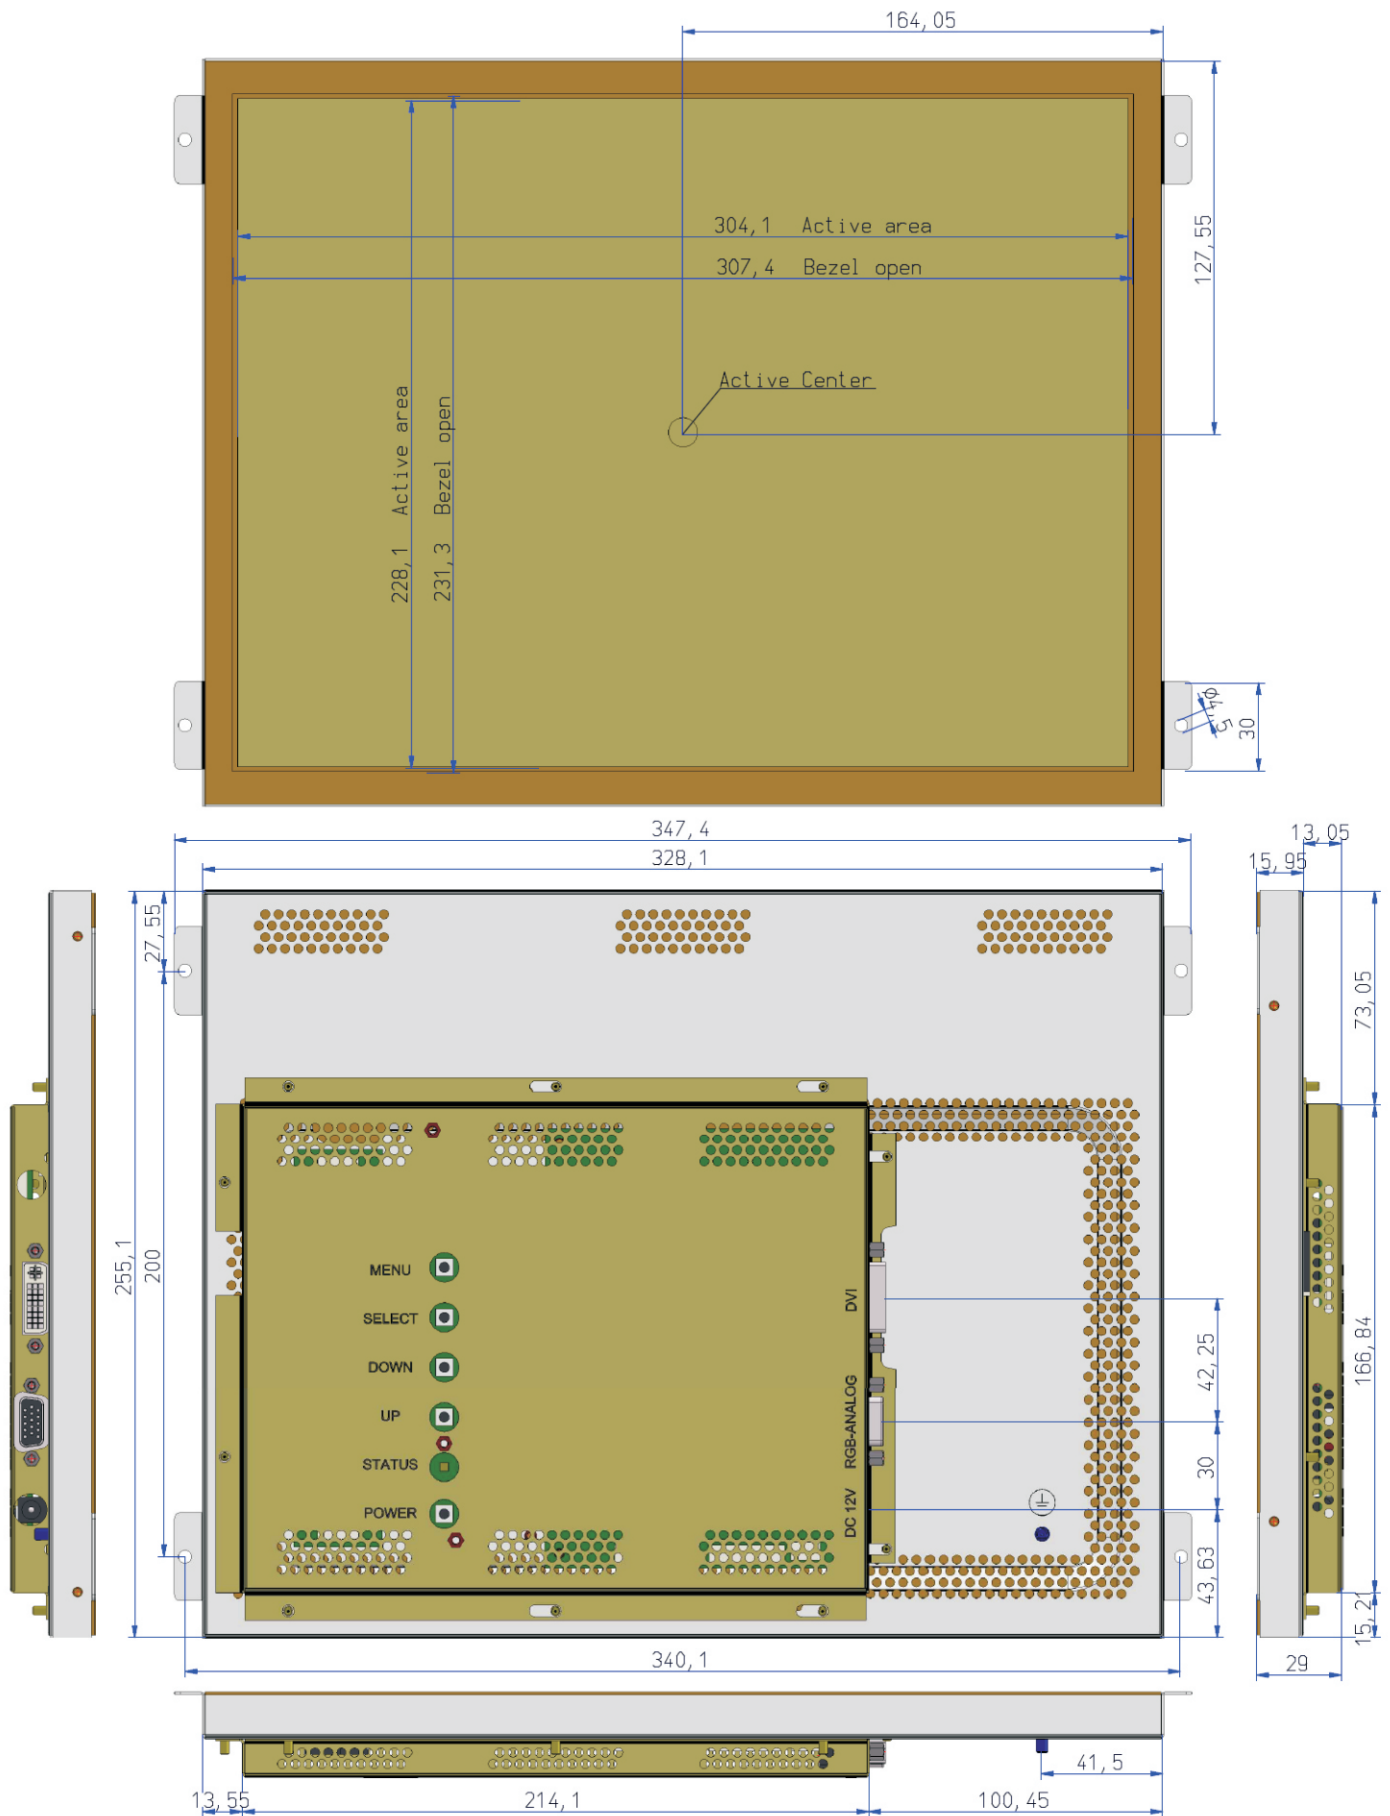 164,05
127,55
304,1 Active area
307,4 Bezel open
Active Center
228,1 Active area
231,3 Bezel open
Ø4,5
30
347,4
328,1
13,05
15,95
27,55
73,05
255,1
200
MENU
SELECT
DOWN
UP
STATUS
POWER
DVI
RGB-ANALOG
DC 12V
42,25
30
43,63
166,84
15,21
340,1
29
41,5
13,55
214,1
100,45